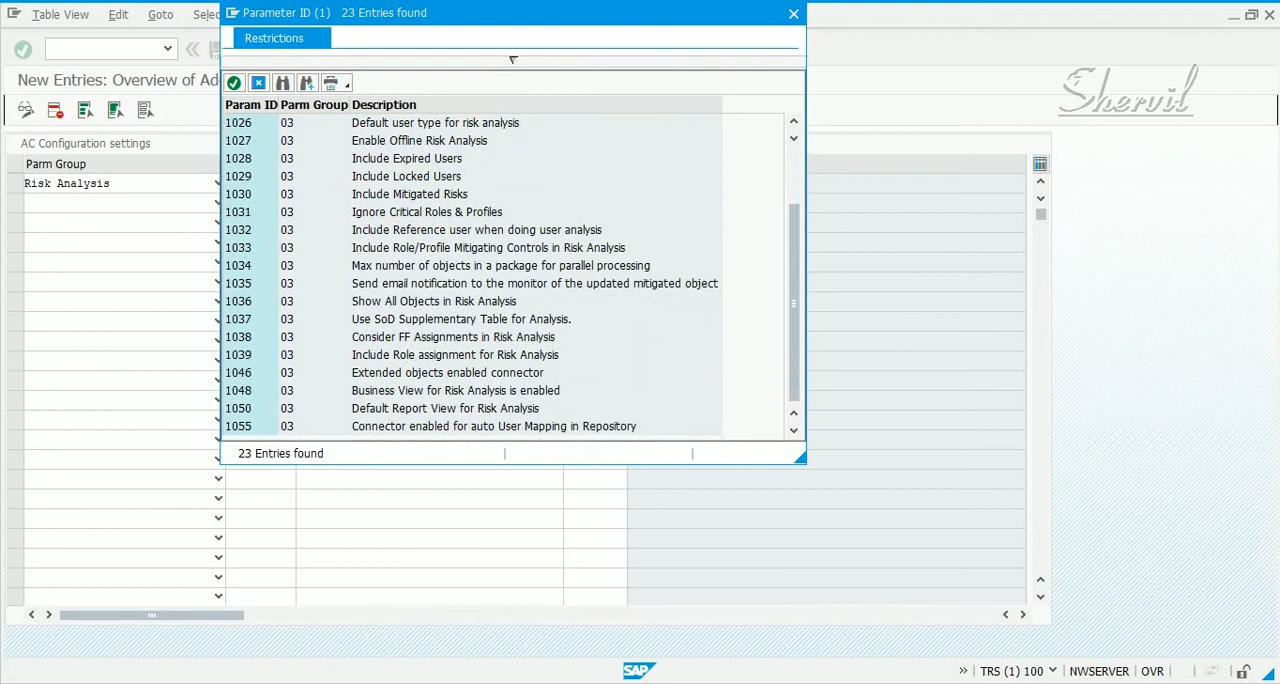 Parameter ID (1) 23 Entries found
Table View Edit Goto Selec
Restrictions
New Entries: Overview of Ad
Shervil
Param ID Parm Group Description
1026 03 Default user type for risk analysis
1027 03 Enable Offline Risk Analysis
1028 03 Include Expired Users
1029 03 Include Locked Users
1030 03 Include Mitigated Risks
1031 03 Ignore Critical Roles & Profiles
1032 03 Include Reference user when doing user analysis
1033 03 Include Role/Profile Mitigating Controls in Risk Analysis
1034 03 Max number of objects in a package for parallel processing
1035 03 Send email notification to the monitor of the updated mitigated object
1036 03 Show All Objects in Risk Analysis
1037 03 Use SoD Supplementary Table for Analysis.
1038 03 Consider FF Assignments in Risk Analysis
1039 03 Include Role assignment for Risk Analysis
1046 03 Extended objects enabled connector
1048 03 Business View for Risk Analysis is enabled
1050 03 Default Report View for Risk Analysis
1055 03 Connector enabled for auto User Mapping in Repository
23 Entries found
AC Configuration settings
Parm Group
Risk Analysis
SAP
TRS (1) 100 NWSERVER OVR